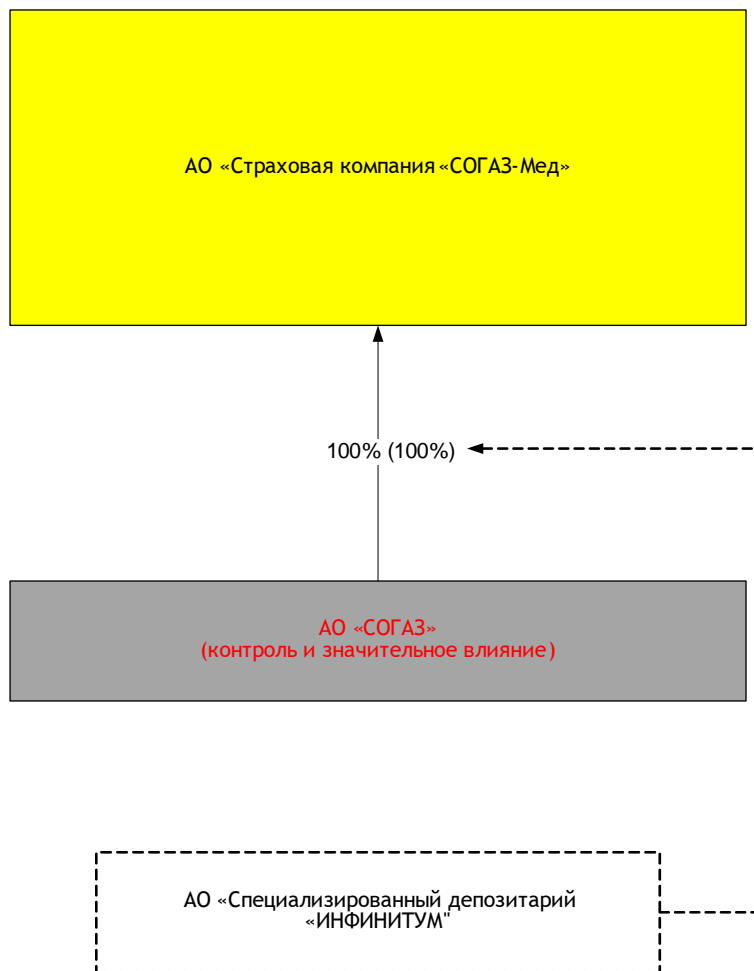 АО «Страховая компания «СОГАЗ-Мед»
100% (100%)
АО «СОГАЗ»
(контроль и значительное влияние)
АО «Специализированный депозитарий
«ИНФИНИТУМ"